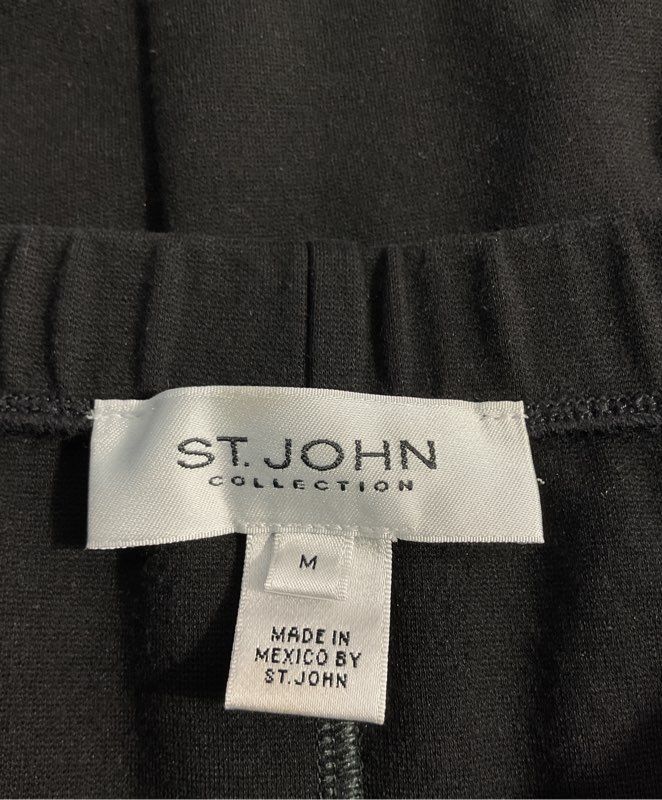 ST. JOHN
COLLECTION
M
MADE IN
MEXICO BY
ST. JOHN